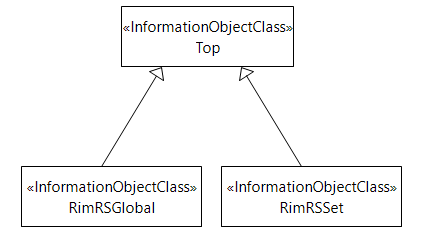 «InformationObjectClass»
Top
«InformationObjectClass»
RimRSGlobal
«InformationObjectClass»
RimRSSet